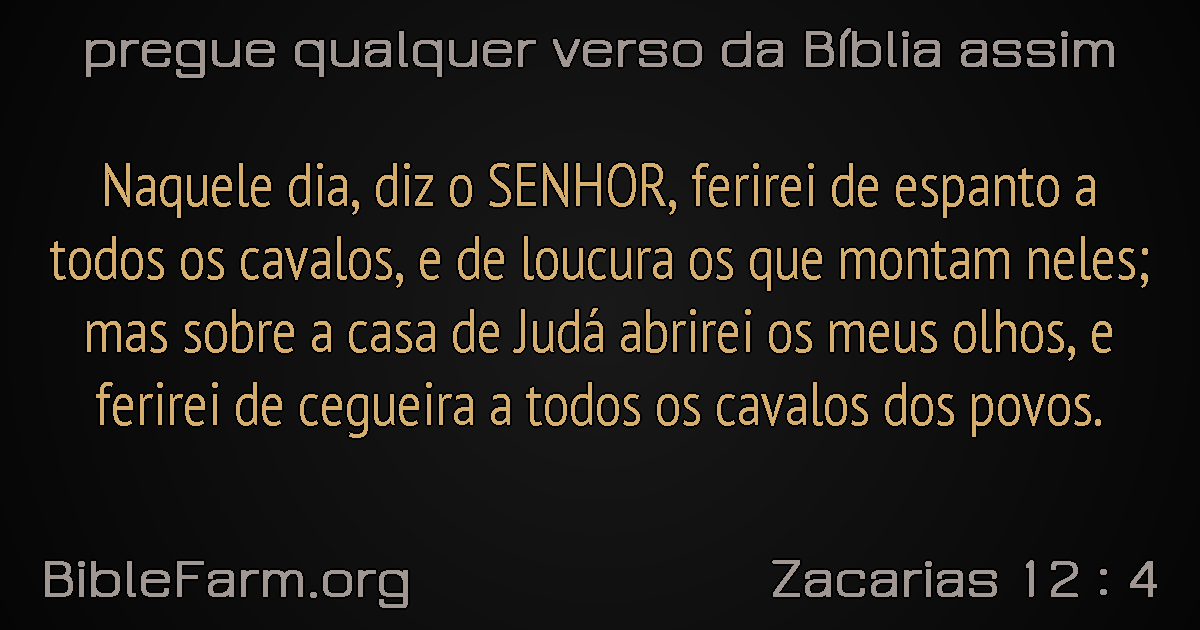 pregue qualquer verso da Bíblia assim
Naquele dia, diz o SENHOR, ferirei de espanto a
todos os cavalos, e de loucura os que montam neles;
mas sobre a casa de Judá abrirei os meus olhos, e
ferirei de cegueira a todos os cavalos dos povos.
BibleFarm.org
Zacarias 12 : 4